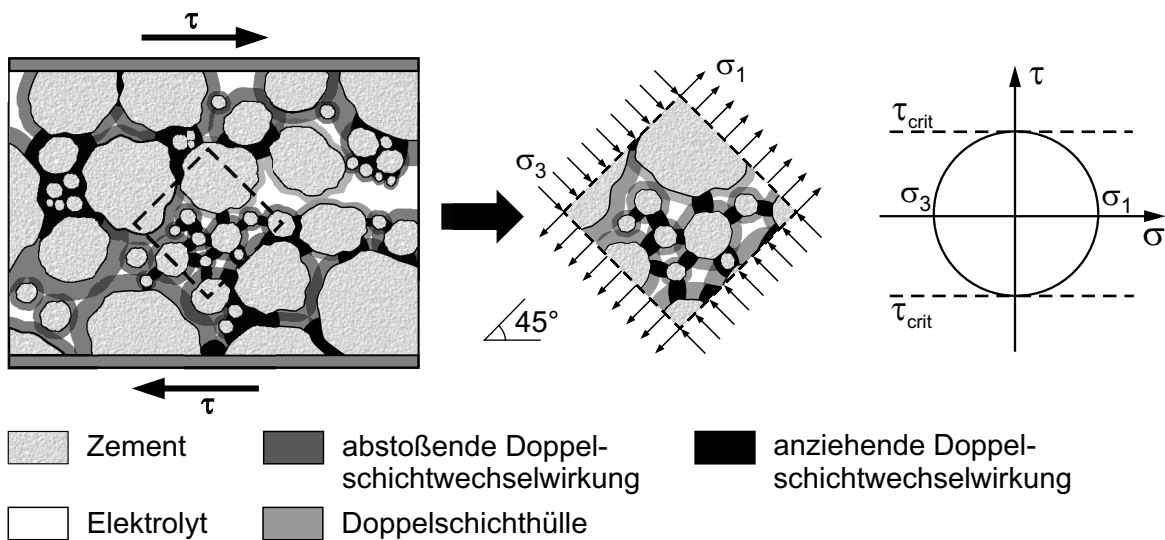 τ
τ
σ1
σ3
45°
τ
τcrit
σ3
σ1
σ
τcrit
Zement
abstoßende Doppel-
schichtwechselwirkung
anziehende Doppel-
schichtwechselwirkung
Elektrolyt
Doppelschichthülle